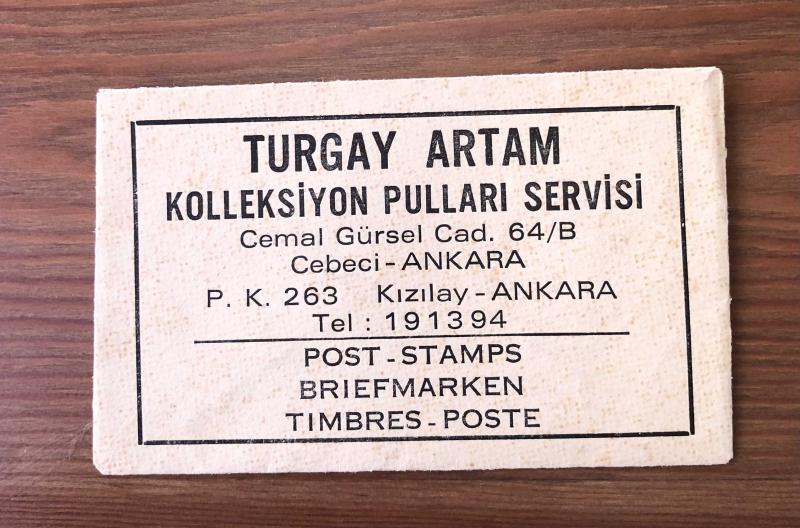 TURGAY ARTAM
KOLLEKSİYON PULLARI SERVİSİ
Cemal Gürsel Cad. 64/B
Cebeci - ANKARA
P. K. 263 Kızılay - ANKARA
Tel : 191394
POST - STAMPS
BRIEFMARKEN
TIMBRES - POSTE